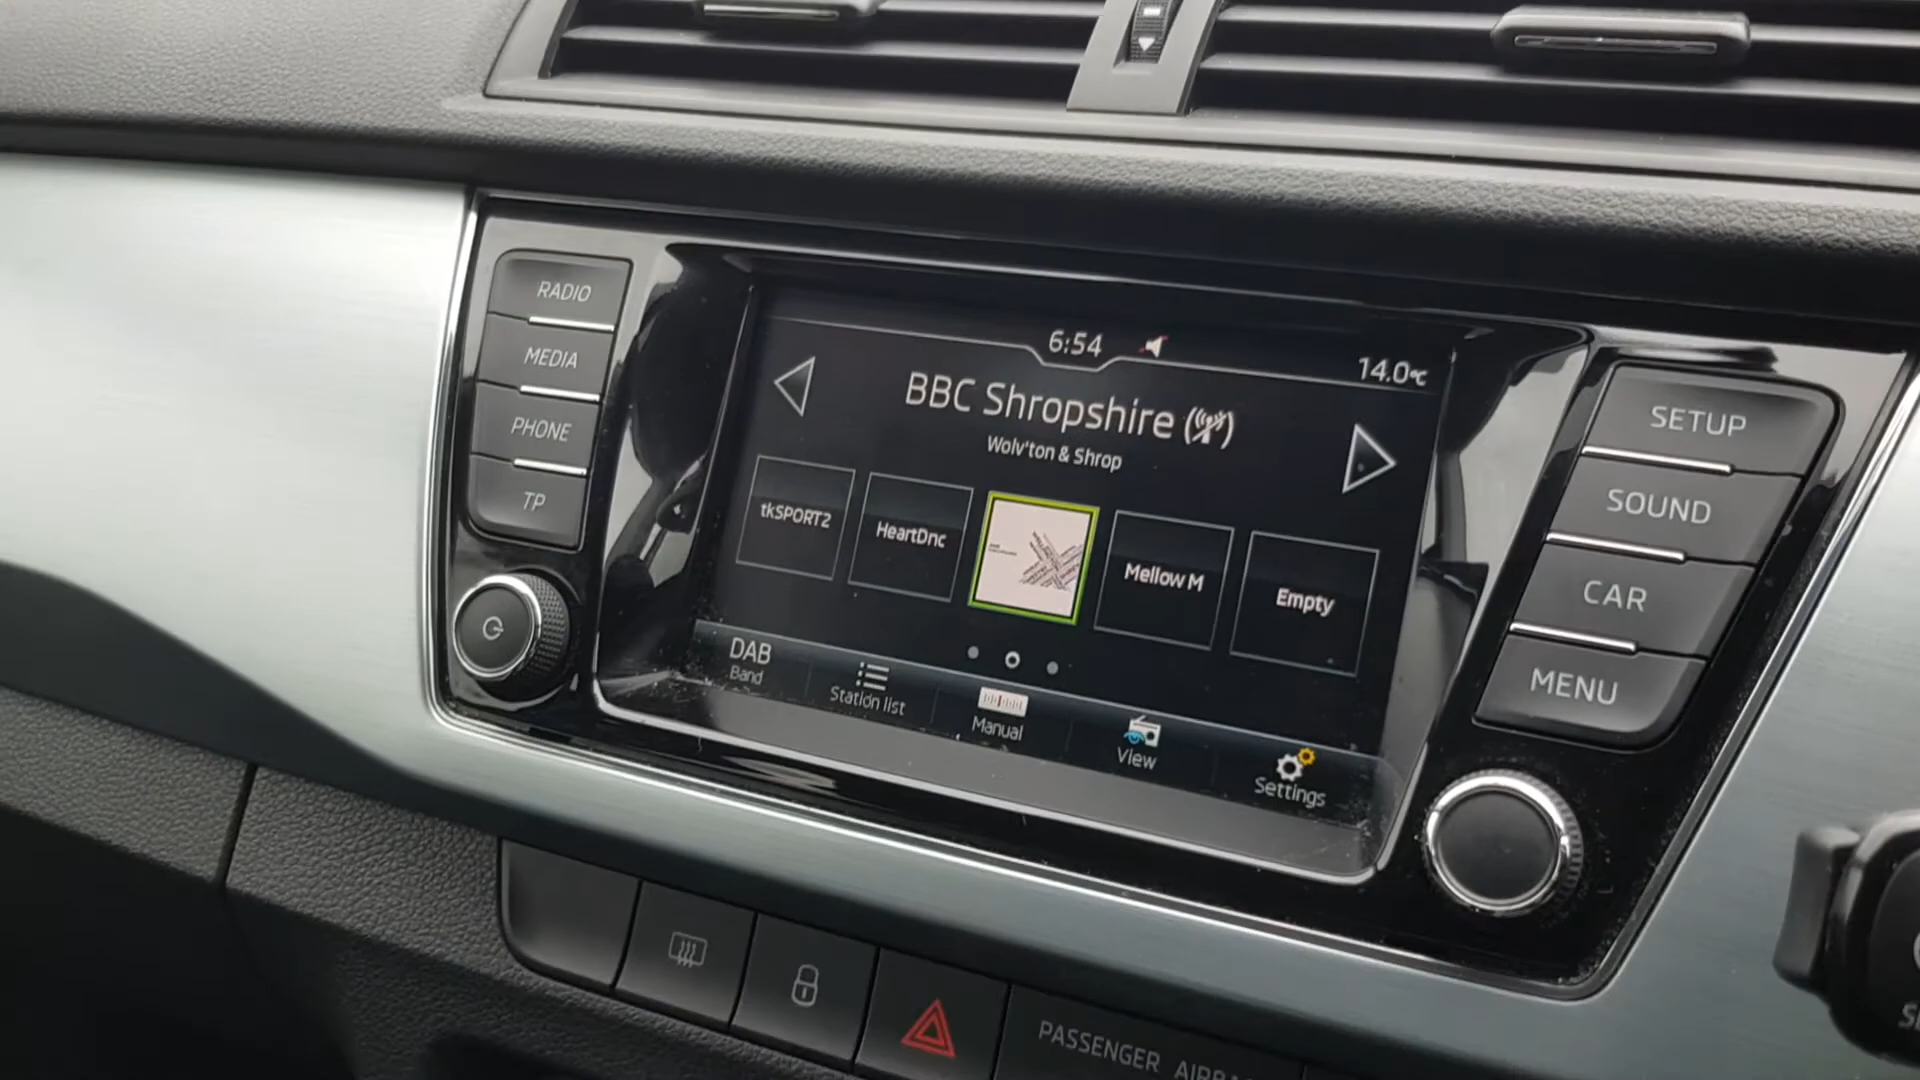 RADIO
MEDIA
PHONE
TP
6:54
14.0°C
BBC Shropshire
Wolv'ton & Shrop
tkSPORT2
HeartDnc
Mellow M
Empty
DAB
Band
Station list
Manual
View
Settings
SETUP
SOUND
CAR
MENU
PASSENGER